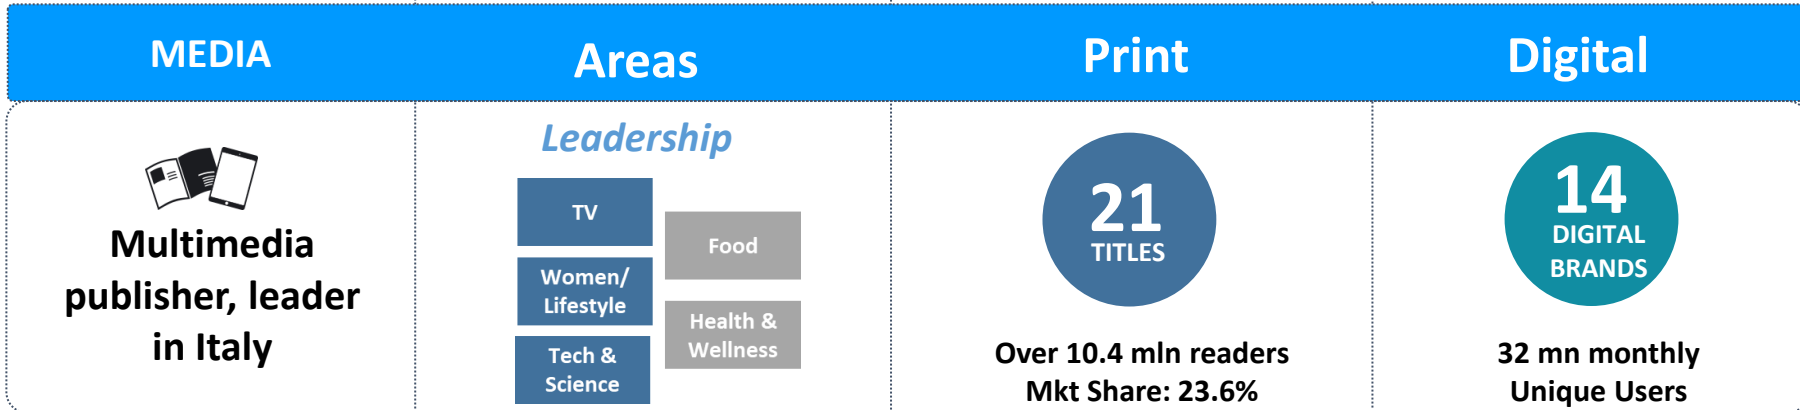 MEDIA
Areas
Print
Digital
Multimedia
publisher, leader
in Italy
Leadership
TV
Women/
Lifestyle
Tech &
Science
Food
Health &
Wellness
21
TITLES
Over 10.4 mln readers
Mkt Share: 23.6%
14
DIGITAL
BRANDS
32 mn monthly
Unique Users